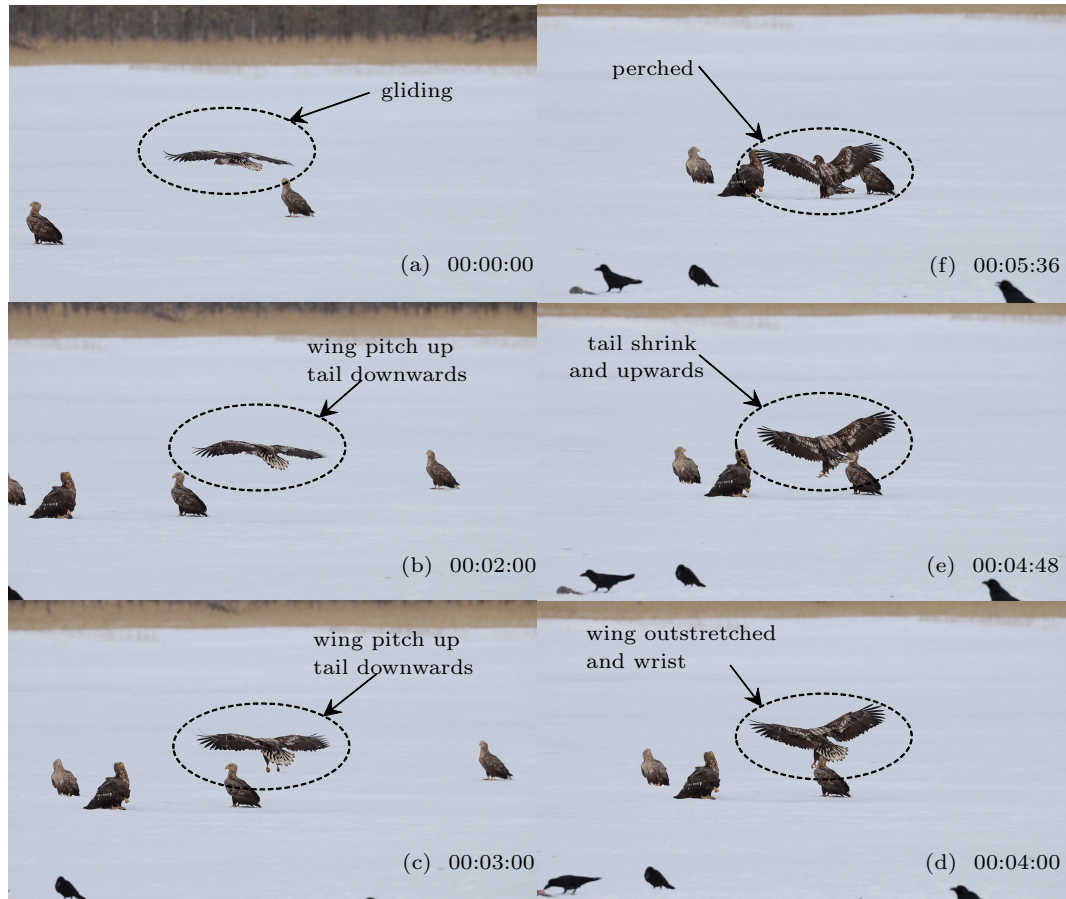 gliding
(a) 00:00:00
wing pitch up
tail downwards
(b) 00:02:00
wing pitch up
tail downwards
(c) 00:03:00
wing outstretched
and wrist
(d) 00:04:00
tail shrink
and upwards
(e) 00:04:48
perched
(f) 00:05:36